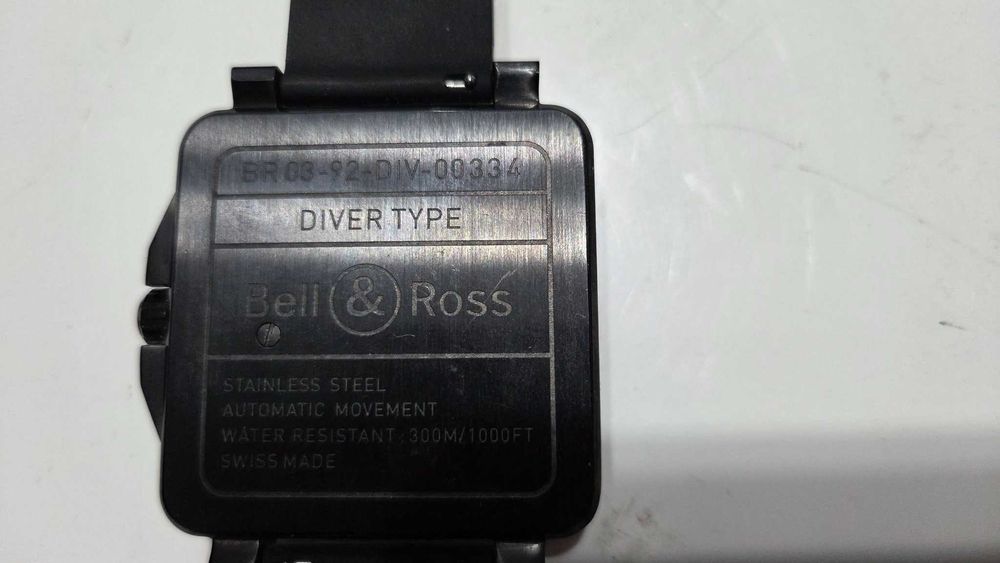 BR 03-92-DIV-00334
DIVER TYPE
Bell & Ross
STAINLESS STEEL
AUTOMATIC MOVEMENT
WATER RESISTANT : 300M/1000FT
SWISS MADE